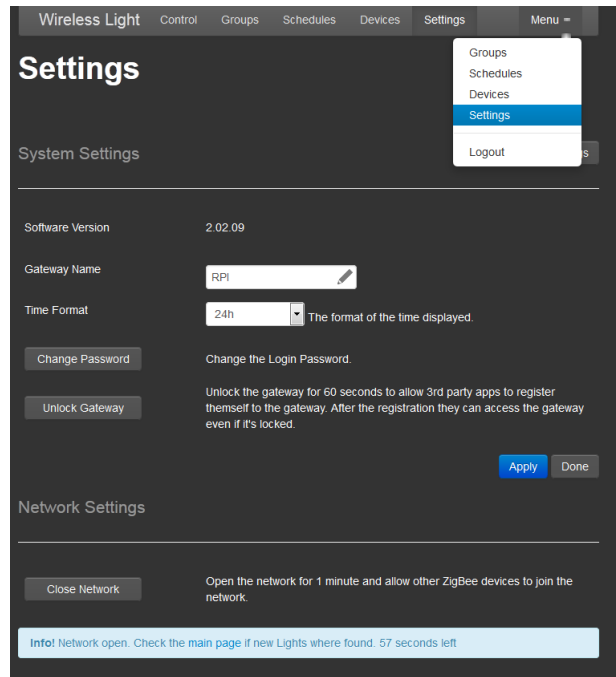 Wireless Light Control Groups Schedules Devices Settings Menu
Groups
Schedules
Devices
Settings
Logout
Settings
System Settings
Software Version 2.02.09
Gateway Name RPI
Time Format 24h The format of the time displayed.
Change Password Change the Login Password.
Unlock Gateway Unlock the gateway for 60 seconds to allow 3rd party apps to register
themself to the gateway. After the registration they can access the gateway
even if it's locked.
Apply Done
Network Settings
Close Network Open the network for 1 minute and allow other ZigBee devices to join the
network.
Info! Network open. Check the main page if new Lights where found. 57 seconds left